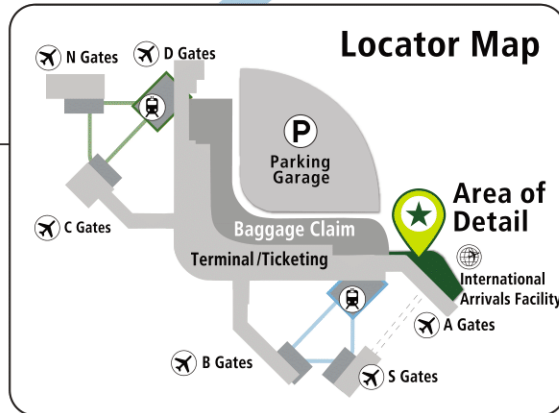 Locator Map
N Gates
D Gates
P
Parking
Garage
Area of
Detail
Baggage Claim
C Gates
Terminal/Ticketing
International
Arrivals Facility
A Gates
B Gates
S Gates